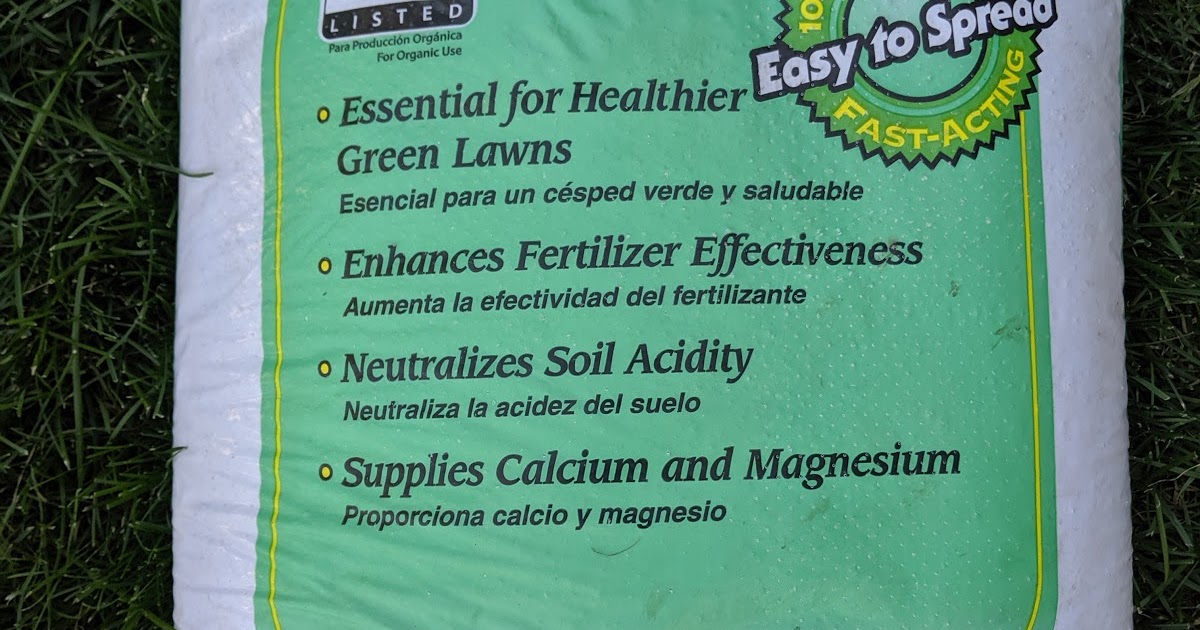 LISTED
Para Producción Orgánica
For Organic Use
Easy to Spread
FAST-ACTING
• Essential for Healthier
Green Lawns
Esencial para un césped verde y saludable
• Enhances Fertilizer Effectiveness
Aumenta la efectividad del fertilizante
• Neutralizes Soil Acidity
Neutraliza la acidez del suelo
• Supplies Calcium and Magnesium
Proporciona calcio y magnesio